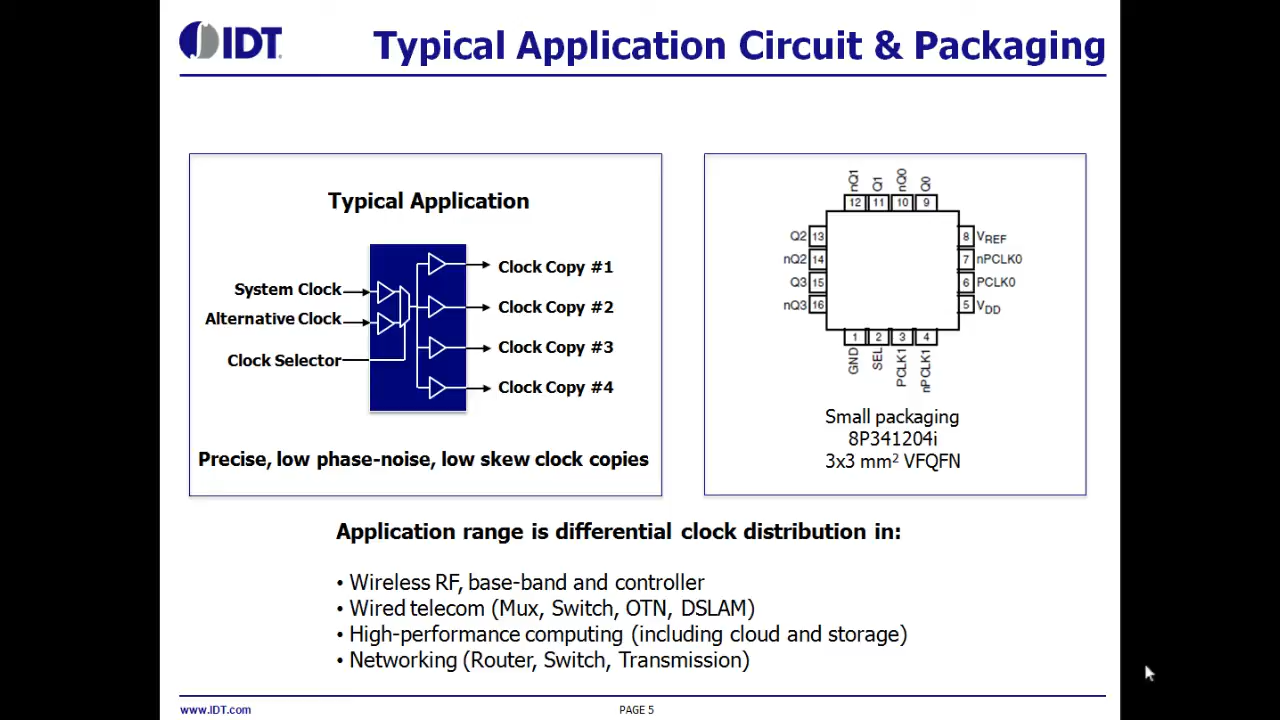 IDT
Typical Application Circuit & Packaging
Typical Application
System Clock
Alternative Clock
Clock Selector
Clock Copy #1
Clock Copy #2
Clock Copy #3
Clock Copy #4
Precise, low phase-noise, low skew clock copies
nQ1 Q1 nQ0 Q0
12 11 10 9
Q2 13
nQ2 14
Q3 15
nQ3 16
8 VREF
7 nPCLK0
6 PCLK0
5 VDD
1 2 3 4
GND SEL PCLK1 nPCLK1
Small packaging
8P341204i
3x3 mm² VFQFN
Application range is differential clock distribution in:
• Wireless RF, base-band and controller
• Wired telecom (Mux, Switch, OTN, DSLAM)
• High-performance computing (including cloud and storage)
• Networking (Router, Switch, Transmission)
www.IDT.com
PAGE 5